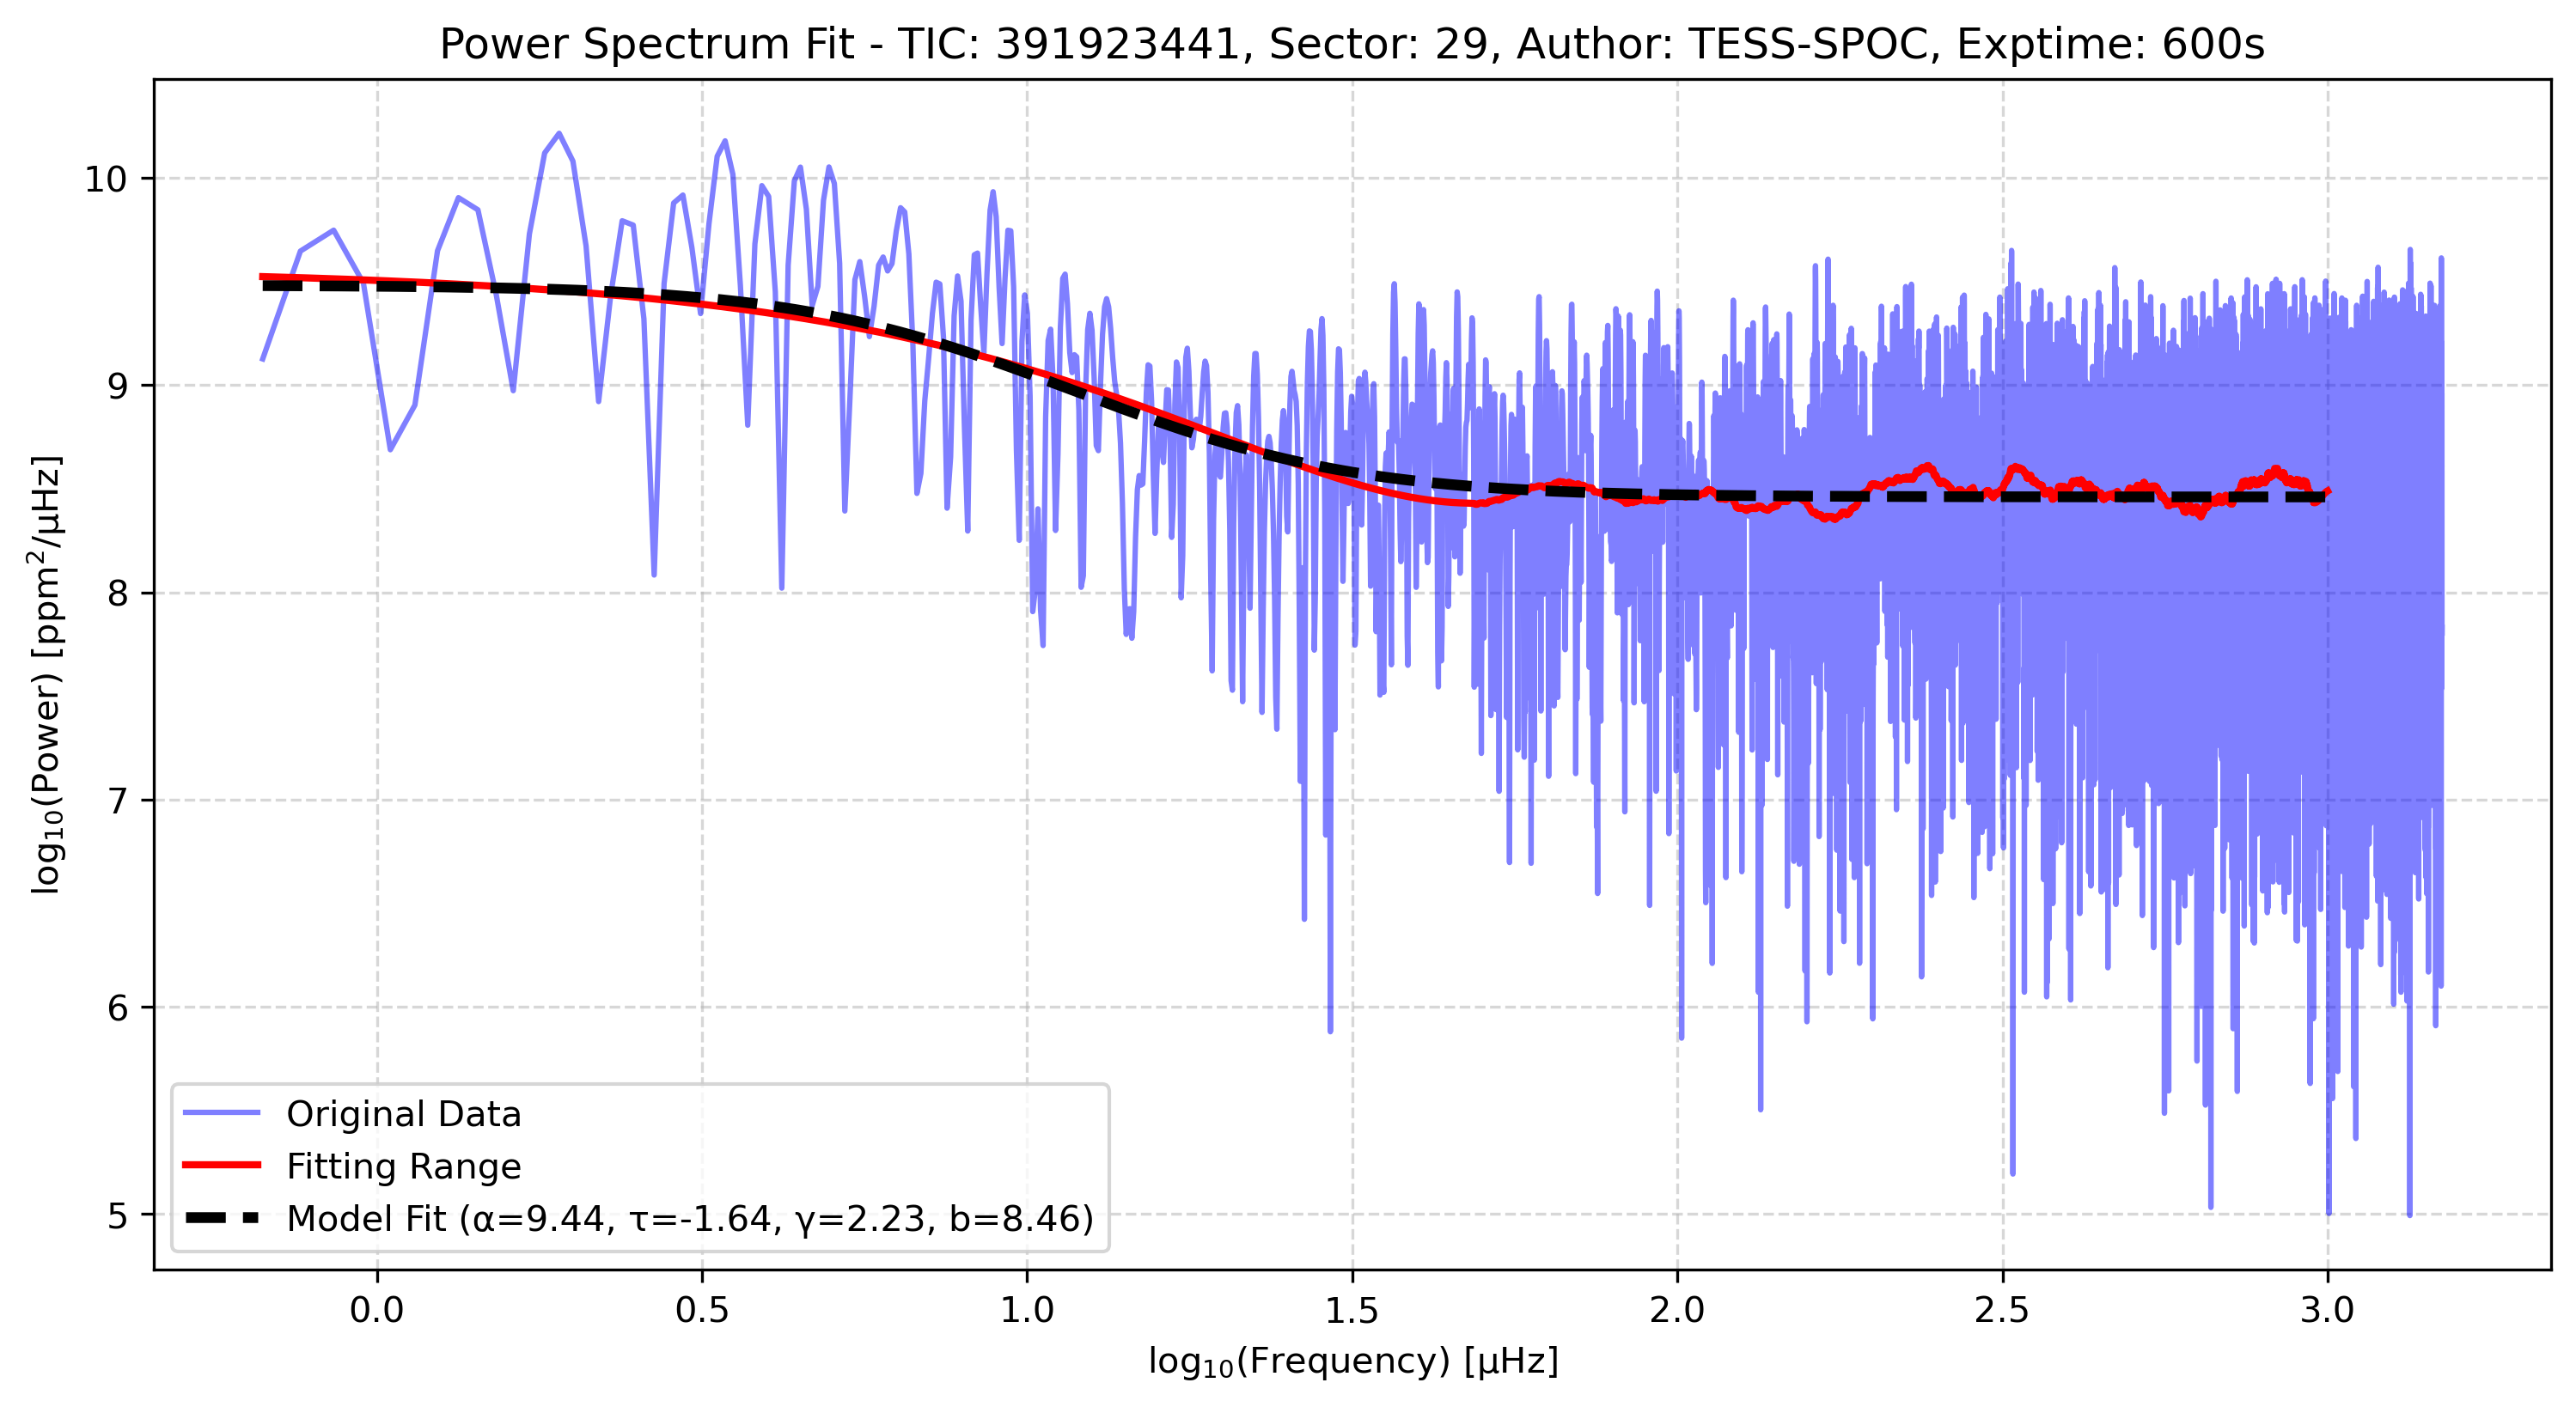 Power Spectrum Fit - TIC: 391923441, Sector: 29, Author: TESS-SPOC, Exptime: 600s
log₁₀(Power) [ppm²/μHz]
10
9
8
7
6
5
Original Data
Fitting Range
Model Fit (α=9.44, τ=-1.64, γ=2.23, b=8.46)
0.0 0.5 1.0 1.5 2.0 2.5 3.0
log₁₀(Frequency) [μHz]